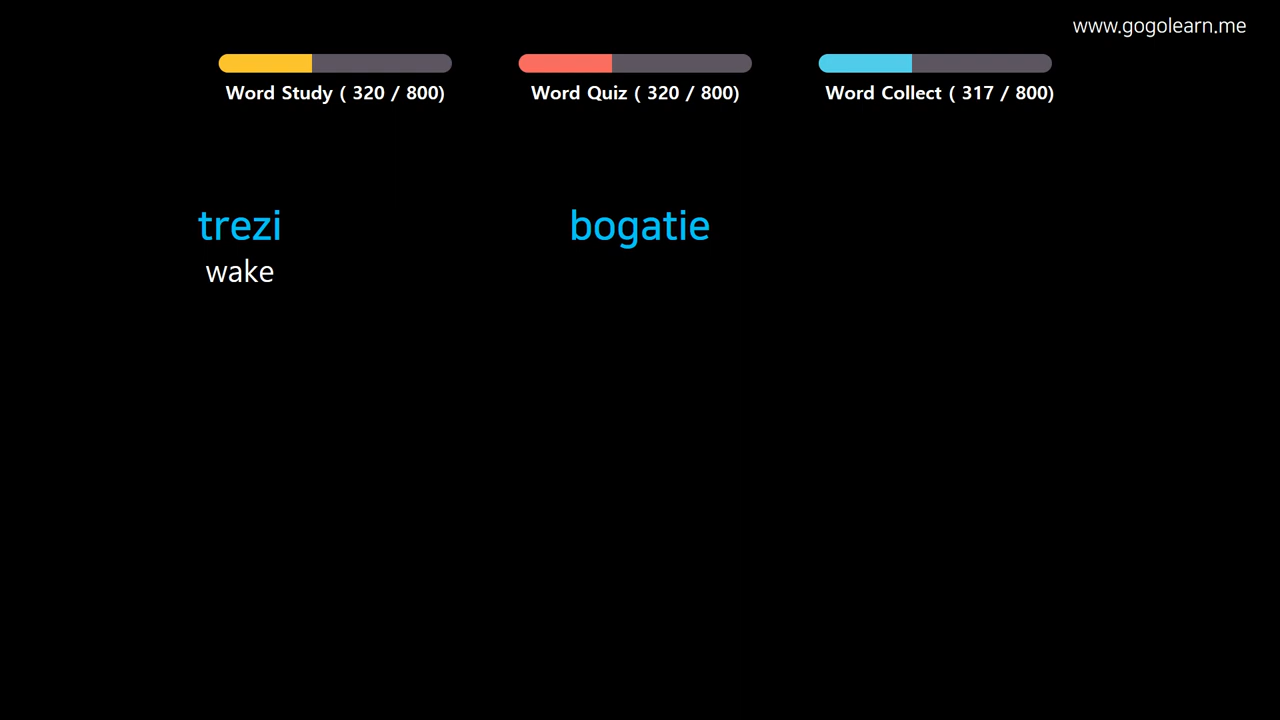 www.gogolearn.me
Word Study ( 320 / 800)
Word Quiz ( 320 / 800)
Word Collect ( 317 / 800)
trezi
wake
bogatie